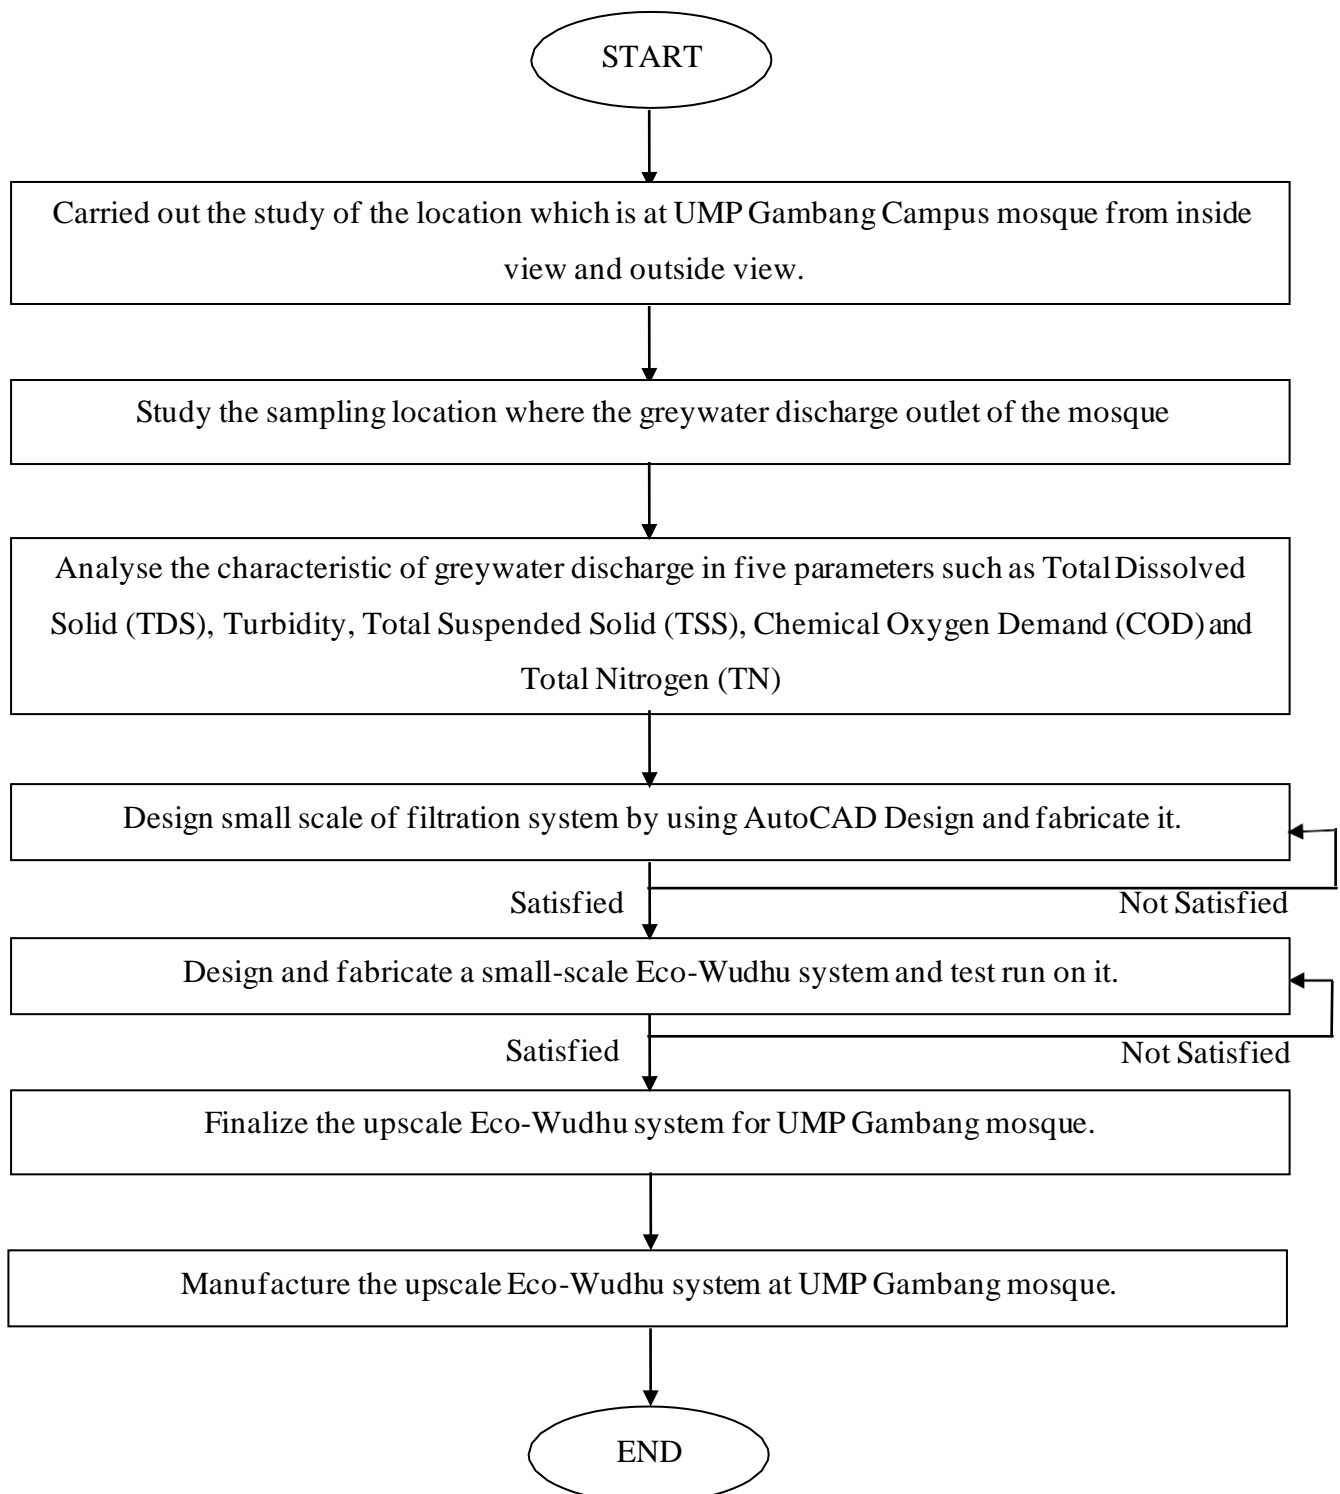 START
Carried out the study of the location which is at UMP Gambang Campus mosque from inside
view and outside view.
Study the sampling location where the greywater discharge outlet of the mosque
Analyse the characteristic of greywater discharge in five parameters such as Total Dissolved
Solid (TDS), Turbidity, Total Suspended Solid (TSS), Chemical Oxygen Demand (COD) and
Total Nitrogen (TN)
Design small scale of filtration system by using AutoCAD Design and fabricate it.
Satisfied
Not Satisfied
Design and fabricate a small-scale Eco-Wudhu system and test run on it.
Satisfied
Not Satisfied
Finalize the upscale Eco-Wudhu system for UMP Gambang mosque.
Manufacture the upscale Eco-Wudhu system at UMP Gambang mosque.
END